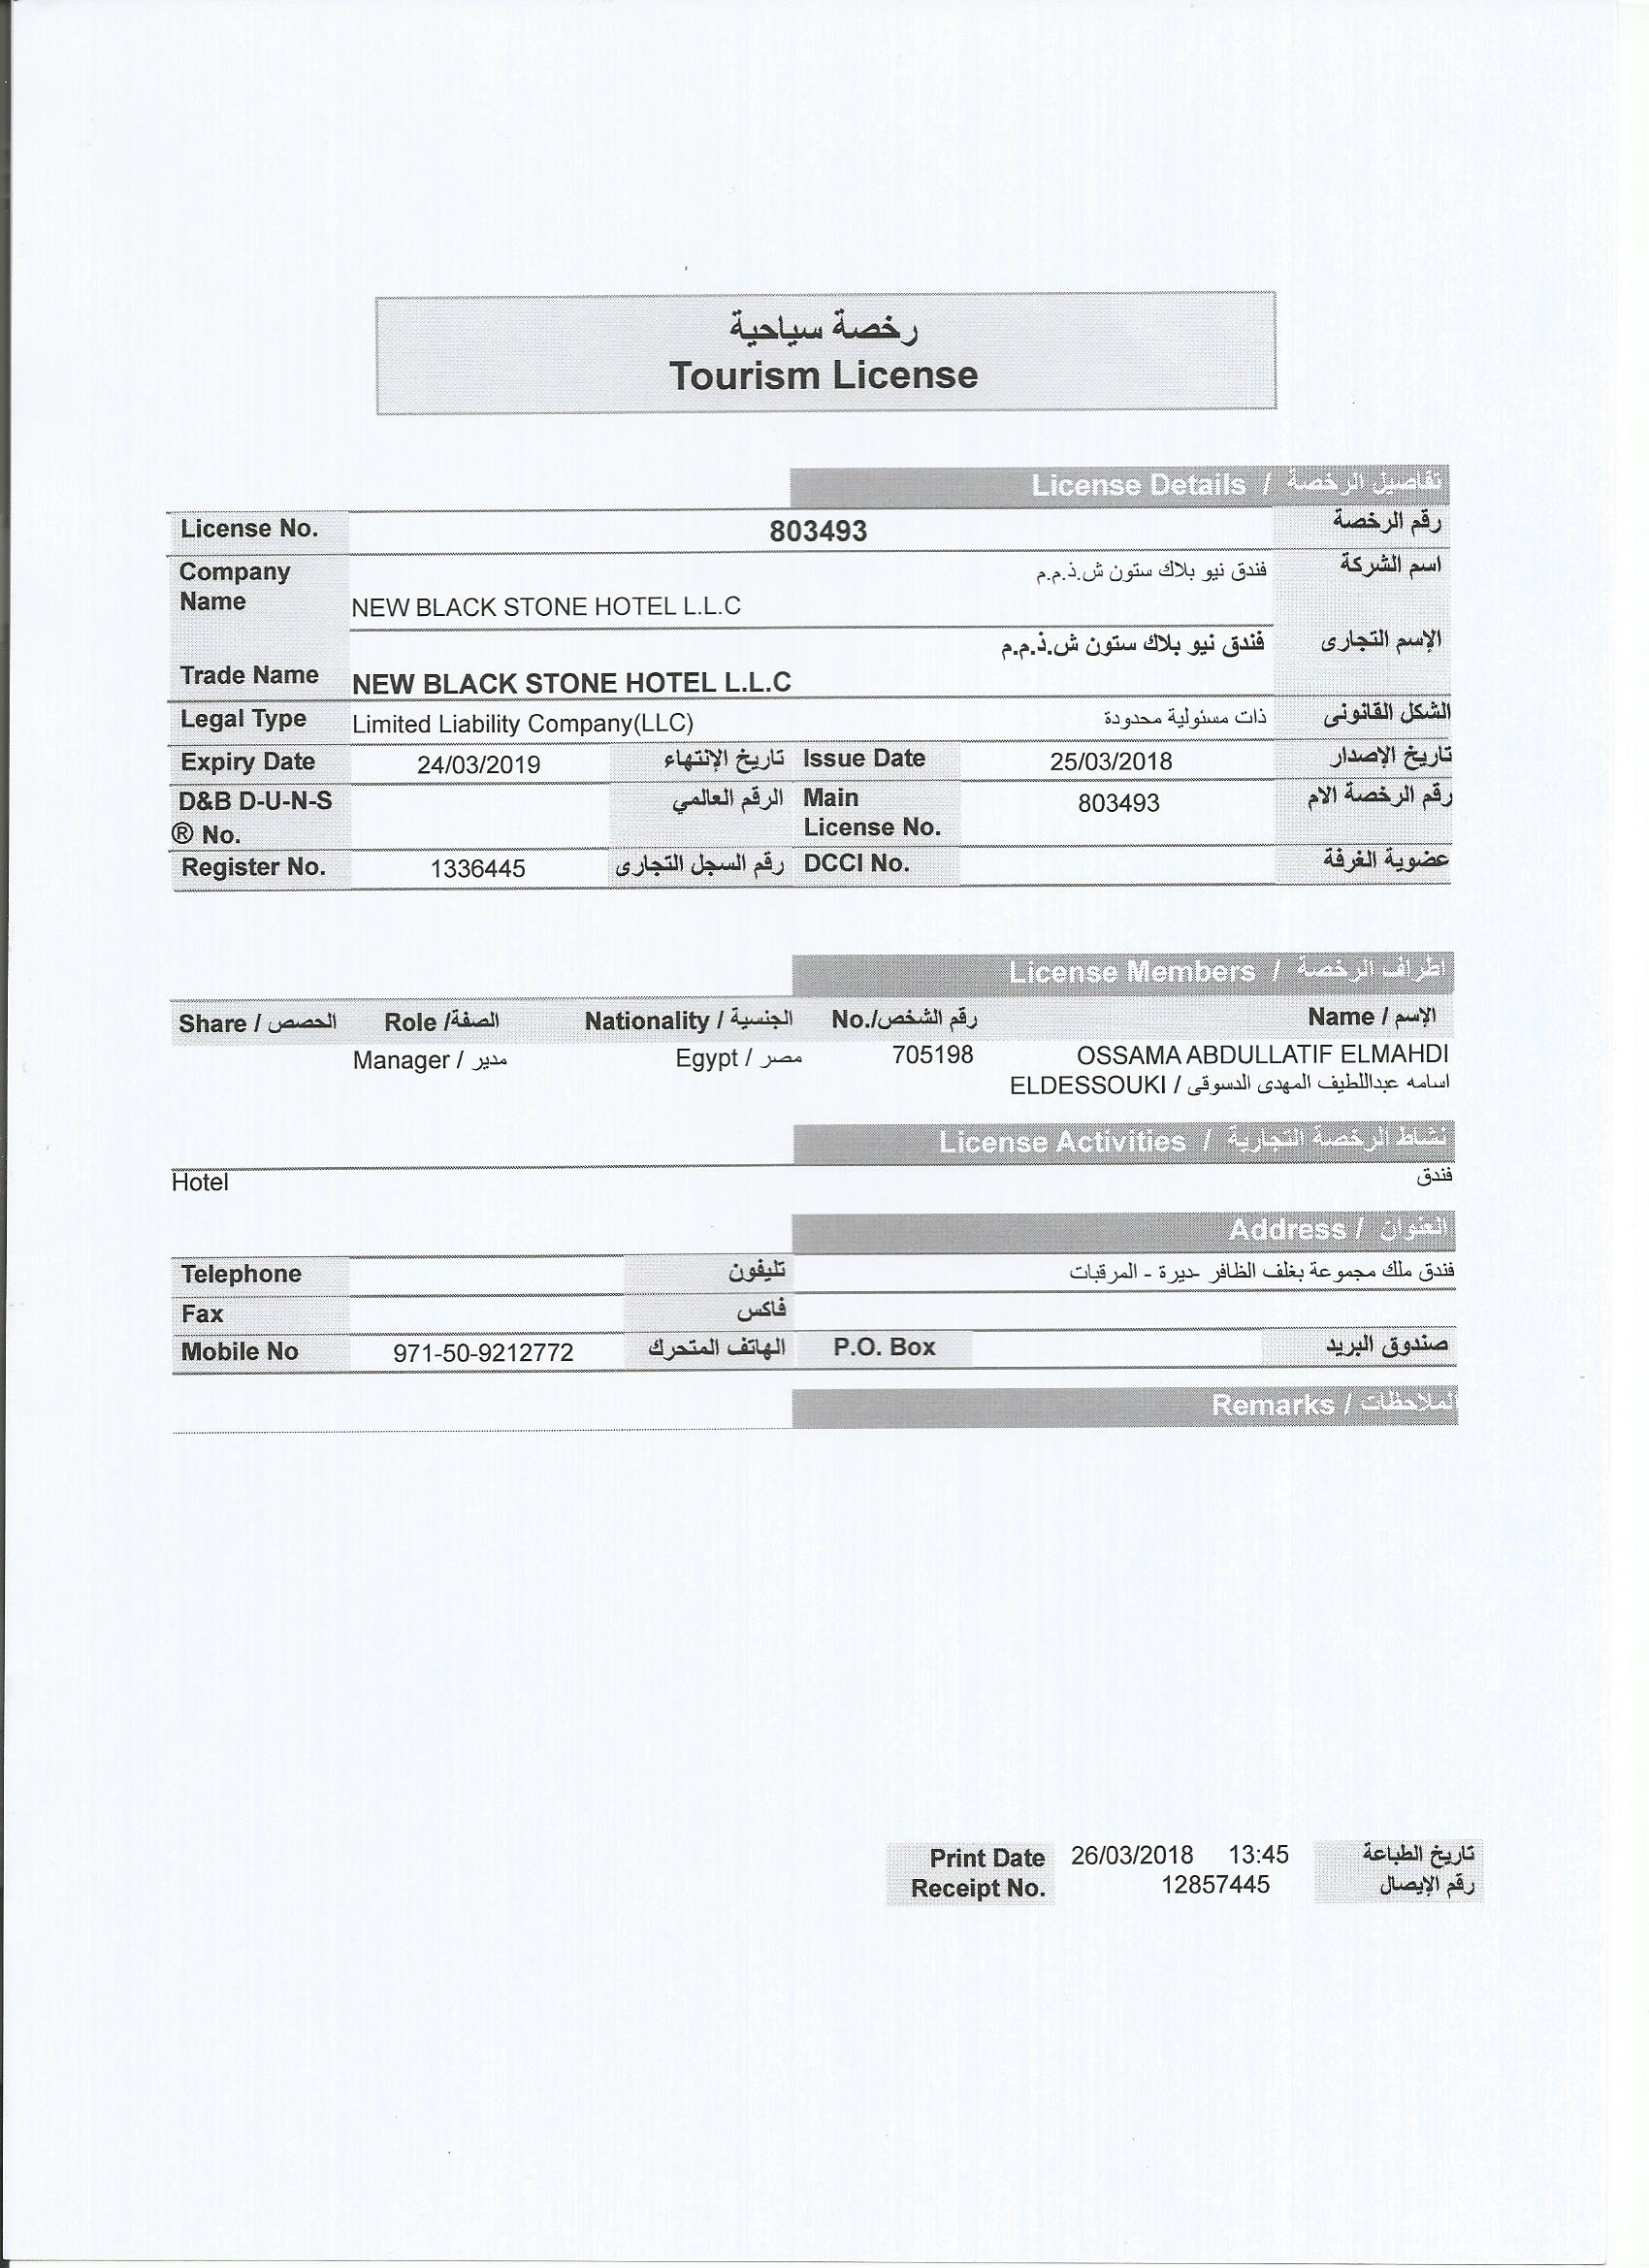 رخصة سياحية
Tourism License
License Details / تفاصيل الرخصة
License No. 803493 رقم الرخصة
Company Name فندق نيو بلاك ستون ش.ذ.م.م اسم الشركة
NEW BLACK STONE HOTEL L.L.C
فندق نيو بلاك ستون ش.ذ.م.م الإسم التجارى
Trade Name NEW BLACK STONE HOTEL L.L.C
Legal Type Limited Liability Company(LLC) ذات مسئولية محدودة الشكل القانونى
Expiry Date 24/03/2019 تاريخ الإنتهاء Issue Date 25/03/2018 تاريخ الإصدار
D&B D-U-N-S ® No. الرقم العالمي Main License No. 803493 رقم الرخصة الام
Register No. 1336445 رقم السجل التجارى DCCI No. عضوية الغرفة
License Members / اطراف الرخصة
Share / الحصص Role /الصفة Nationality / الجنسية No./رقم الشخص Name / الإسم
Manager / مدير Egypt / مصر 705198 OSSAMA ABDULLATIF ELMAHDI
ELDESSOUKI / اسامه عبداللطيف المهدى الدسوقى
License Activities / نشاط الرخصة التجارية
Hotel فندق
Address / العنوان
Telephone تليفون فندق ملك مجموعة بغلف الظافر -ديرة - المرقبات
Fax فاكس
Mobile No 971-50-9212772 الهاتف المتحرك P.O. Box صندوق البريد
Remarks / الملاحظات
Print Date 26/03/2018 13:45 تاريخ الطباعة
Receipt No. 12857445 رقم الإيصال